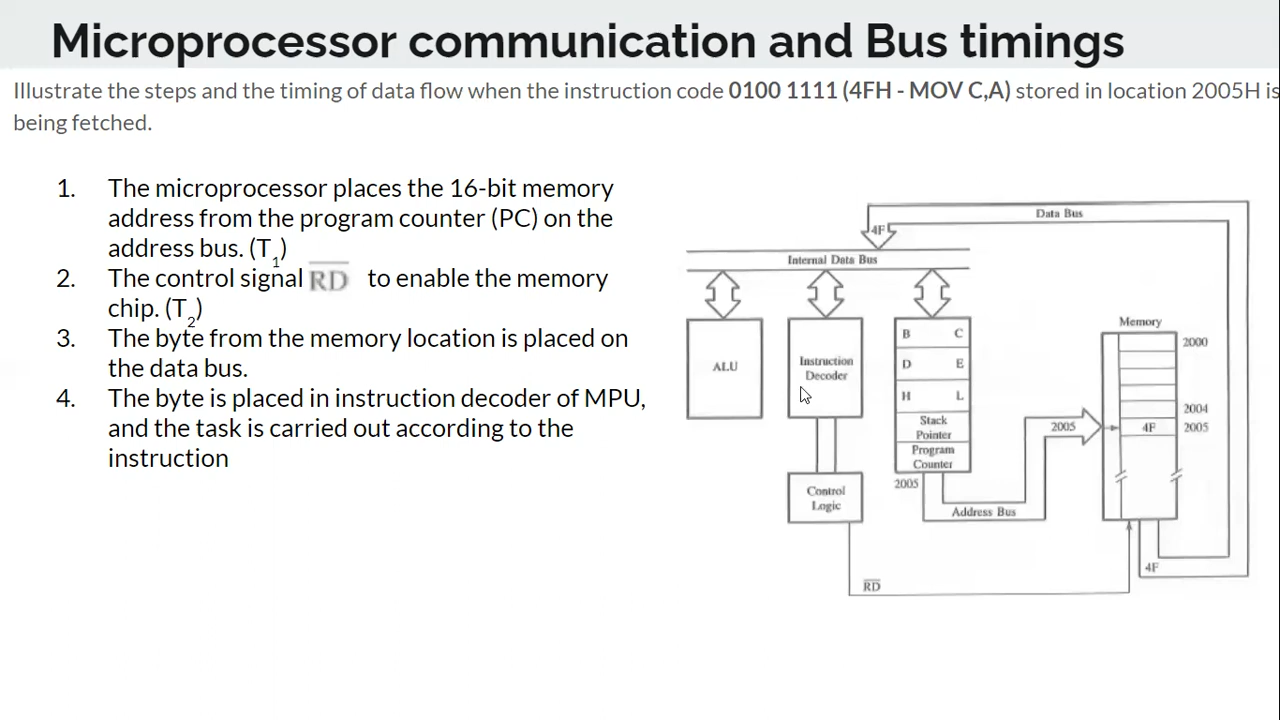 Microprocessor communication and Bus timings
Illustrate the steps and the timing of data flow when the instruction code 0100 1111 (4FH - MOV C,A) stored in location 2005H is
being fetched.
1. The microprocessor places the 16-bit memory
address from the program counter (PC) on the
address bus. (T1)
2. The control signal RD to enable the memory
chip. (T2)
3. The byte from the memory location is placed on
the data bus.
4. The byte is placed in instruction decoder of MPU,
and the task is carried out according to the
instruction
Data Bus
4F
Internal Data Bus
ALU
Instruction
Decoder
B C
D E
H L
Stack
Pointer
Program
Counter
2005
Control
Logic
Address Bus
2005
RD
Memory
2000
2004
4F 2005
4F